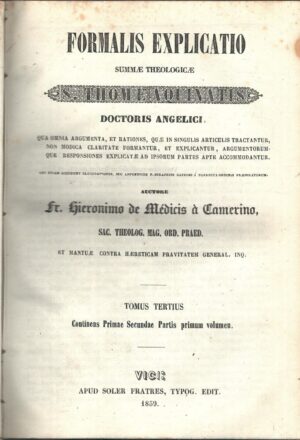 FORMALIS EXPLICATIO
SUMMÆ THEOLOGICÆ
S. THOMÆ AQUINATIS
DOCTORIS ANGELICI.
QUA OMNIA ARGUMENTA, ET RATIONES, QUÆ IN SINGULIS ARTICULIS TRACTANTUR,
NON MODICA CLARITATE FORMANTUR, ET EXPLICANTUR, ARGUMENTORUM-
QUE RESPONSIONES EXPLICATÆ AD IPSORUM PARTES APTE ACCOMMODANTUR.
AUCTORE
Fr. Hieronimo de Medicis à Camerino,
SAC. THEOLOG. MAG. ORD. PRAED.
ET MANTUÆ CONTRA HÆRETICAM PRAVITATEM GENERAL. INQ.
TOMUS TERTIUS
Continens Primae Secundae Partis primum volumen.
VICI:
APUD SOLER FRATRES, TYPOG. EDIT.
1859.